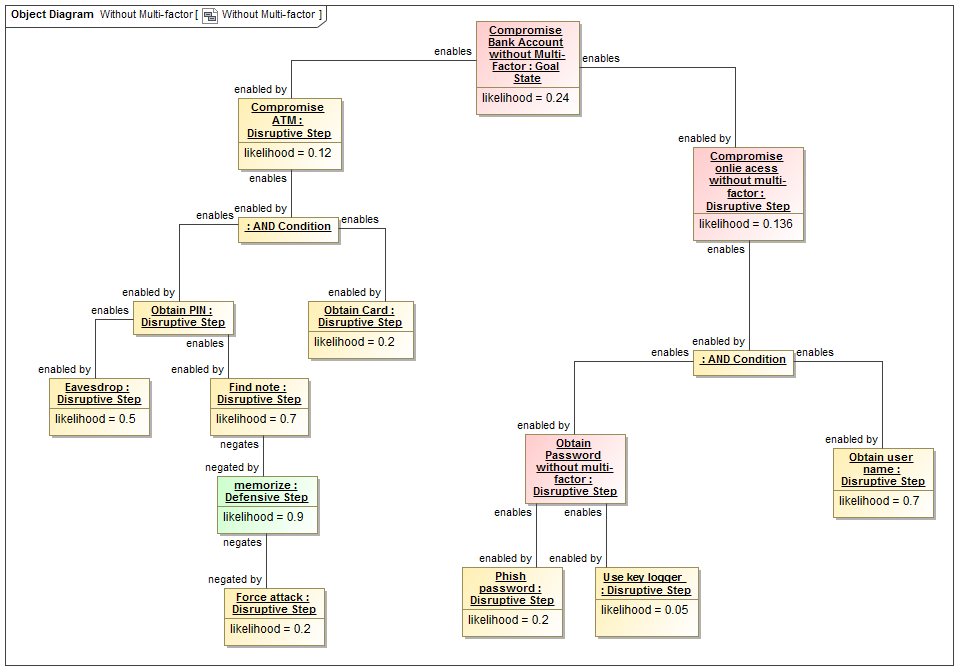 Object Diagram Without Multi-factor [ Without Multi-factor ]
Compromise
Bank Account
without Multi-
Factor : Goal
State
likelihood = 0.24
enables
enables
enabled by
Compromise
ATM :
Disruptive Step
likelihood = 0.12
enables
enabled by
: AND Condition
enables
enables
enabled by
Obtain PIN :
Disruptive Step
enabled by
Obtain Card :
Disruptive Step
likelihood = 0.2
enables
enables
enabled by
Eavesdrop :
Disruptive Step
likelihood = 0.5
enabled by
Find note :
Disruptive Step
likelihood = 0.7
negates
negated by
memorize :
Defensive Step
likelihood = 0.9
negates
negated by
Force attack :
Disruptive Step
likelihood = 0.2
enabled by
Compromise
onlie acess
without multi-
factor :
Disruptive Step
likelihood = 0.136
enables
enabled by
: AND Condition
enables
enables
enabled by
Obtain
Password
without multi-
factor :
Disruptive Step
enabled by
Obtain user
name :
Disruptive Step
likelihood = 0.7
enables
enables
enabled by
Phish
password :
Disruptive Step
likelihood = 0.2
enabled by
Use key logger
: Disruptive Step
likelihood = 0.05